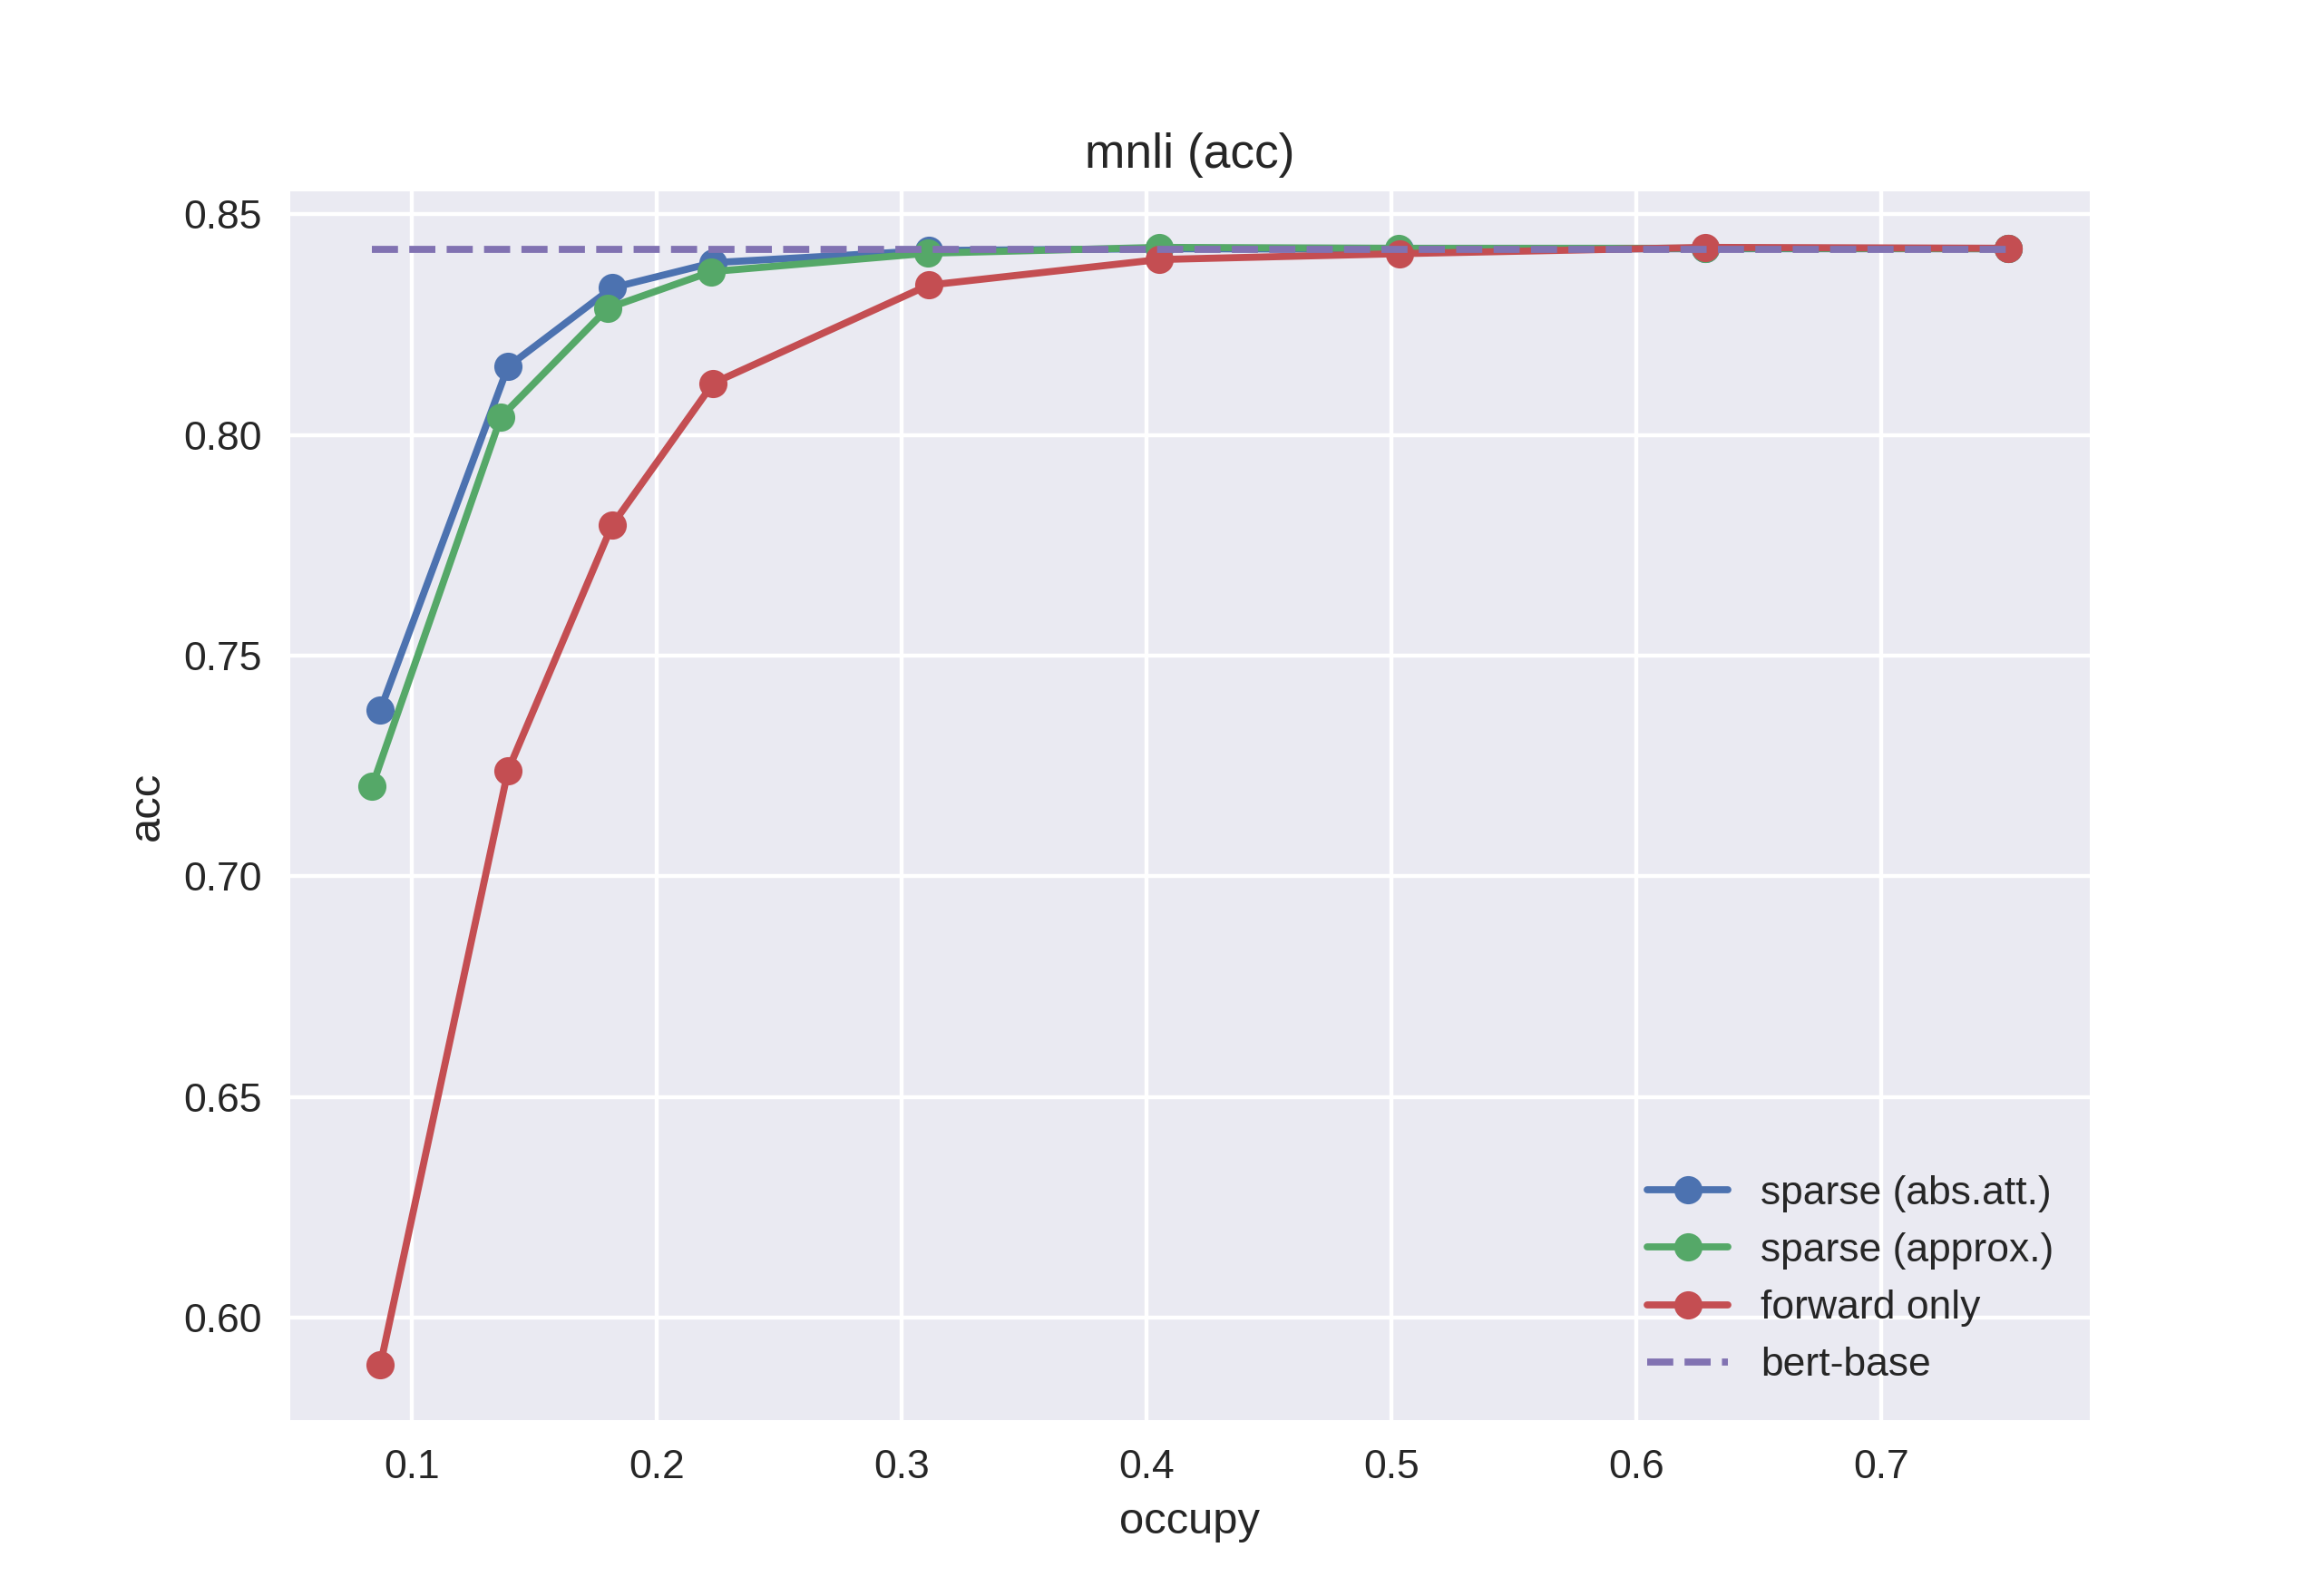 mnli (acc)
0.85
0.80
0.75
0.70
0.65
0.60
acc
sparse (abs.att.)
sparse (approx.)
forward only
bert-base
0.1 0.2 0.3 0.4 0.5 0.6 0.7
occupy